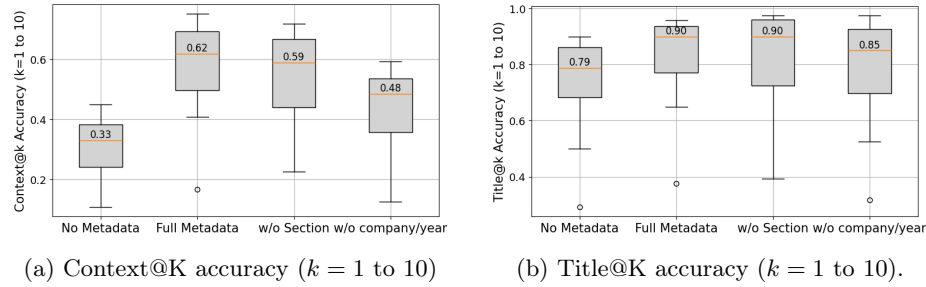 Context@k Accuracy (k=1 to 10)
0.6
0.4
0.2
0.33
0.62
0.59
0.48
No Metadata Full Metadata w/o Section w/o company/year
(a) Context@K accuracy (k = 1 to 10)
Title@k Accuracy (k=1 to 10)
1.0
0.8
0.6
0.4
0.79
0.90
0.90
0.85
No Metadata Full Metadata w/o Section w/o company/year
(b) Title@K accuracy (k = 1 to 10).